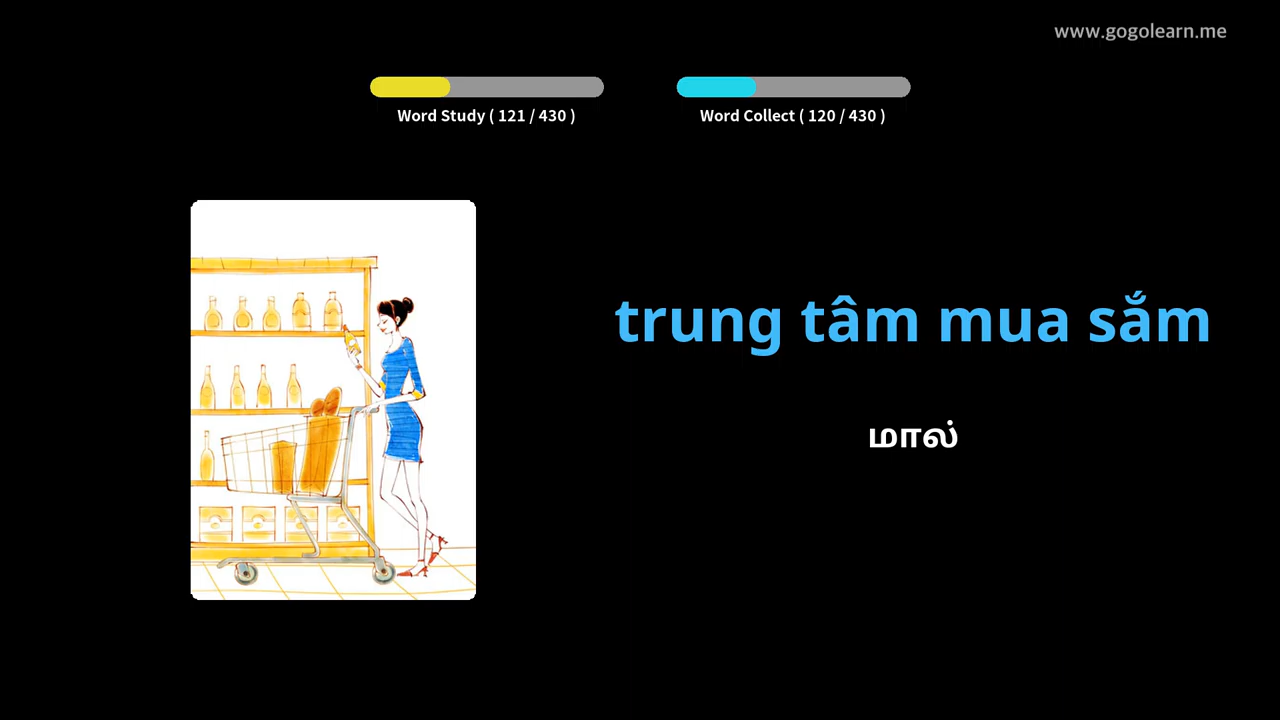 www.gogolearn.me
Word Study ( 121 / 430 )
Word Collect ( 120 / 430 )
trung tâm mua sắm
மால்